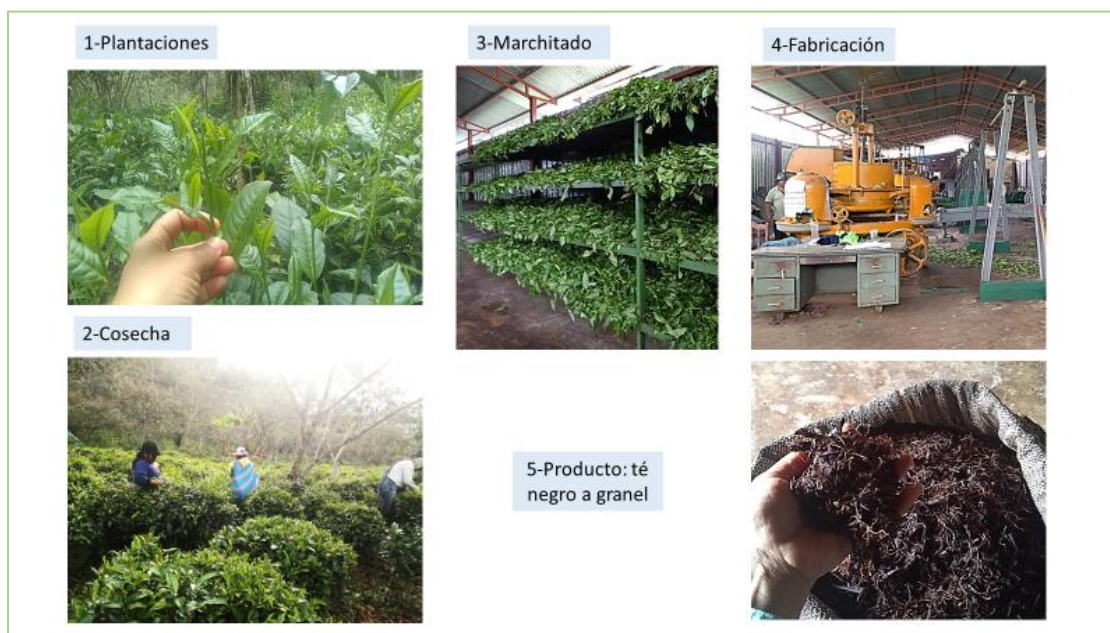 1-Plantaciones
2-Cosecha
3-Marchitado
4-Fabricación
5-Producto: té
negro a granel